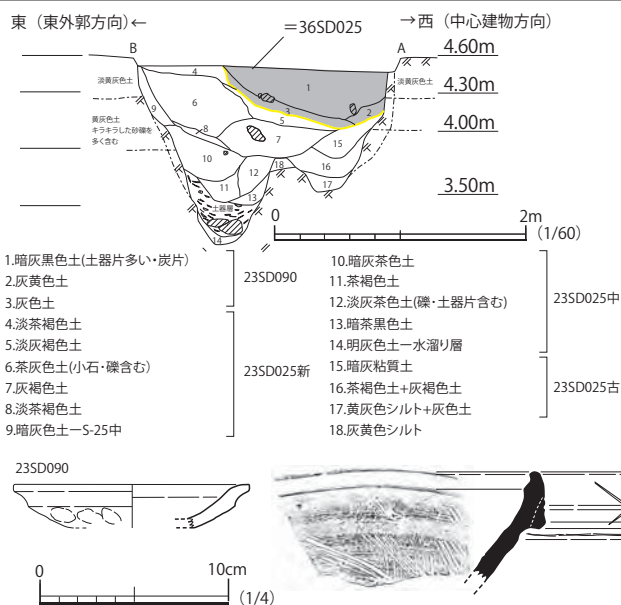 東（東外郭方向）←
＝36SD025
→西（中心建物方向）
B
A
4.60m
4.30m
4.00m
3.50m
淡黄灰色土
淡黄灰色土
黄灰色土
キラキラした砂礫を
多く含む
4
1
6
9
3
2
5
8
7
15
10
12
18
16
11
17
13
土器層
14
0
2m
(1/60)
1.暗灰黒色土(土器片多い・炭片)
2.灰黄色土
3.灰色土
23SD090
4.淡茶褐色土
5.淡灰褐色土
6.茶灰色土(小石・礫含む)
7.灰褐色土
8.淡茶褐色土
9.暗灰色土ーS-25中
23SD025新
10.暗灰茶色土
11.茶褐色土
12.淡灰茶色土(礫・土器片含む)
13.暗茶黒色土
14.明灰色土ー水溜り層
23SD025中
15.暗灰粘質土
16.茶褐色土+灰褐色土
17.黄灰色シルト+灰色土
18.灰黄色シルト
23SD025古
23SD090
0
10cm
(1/4)